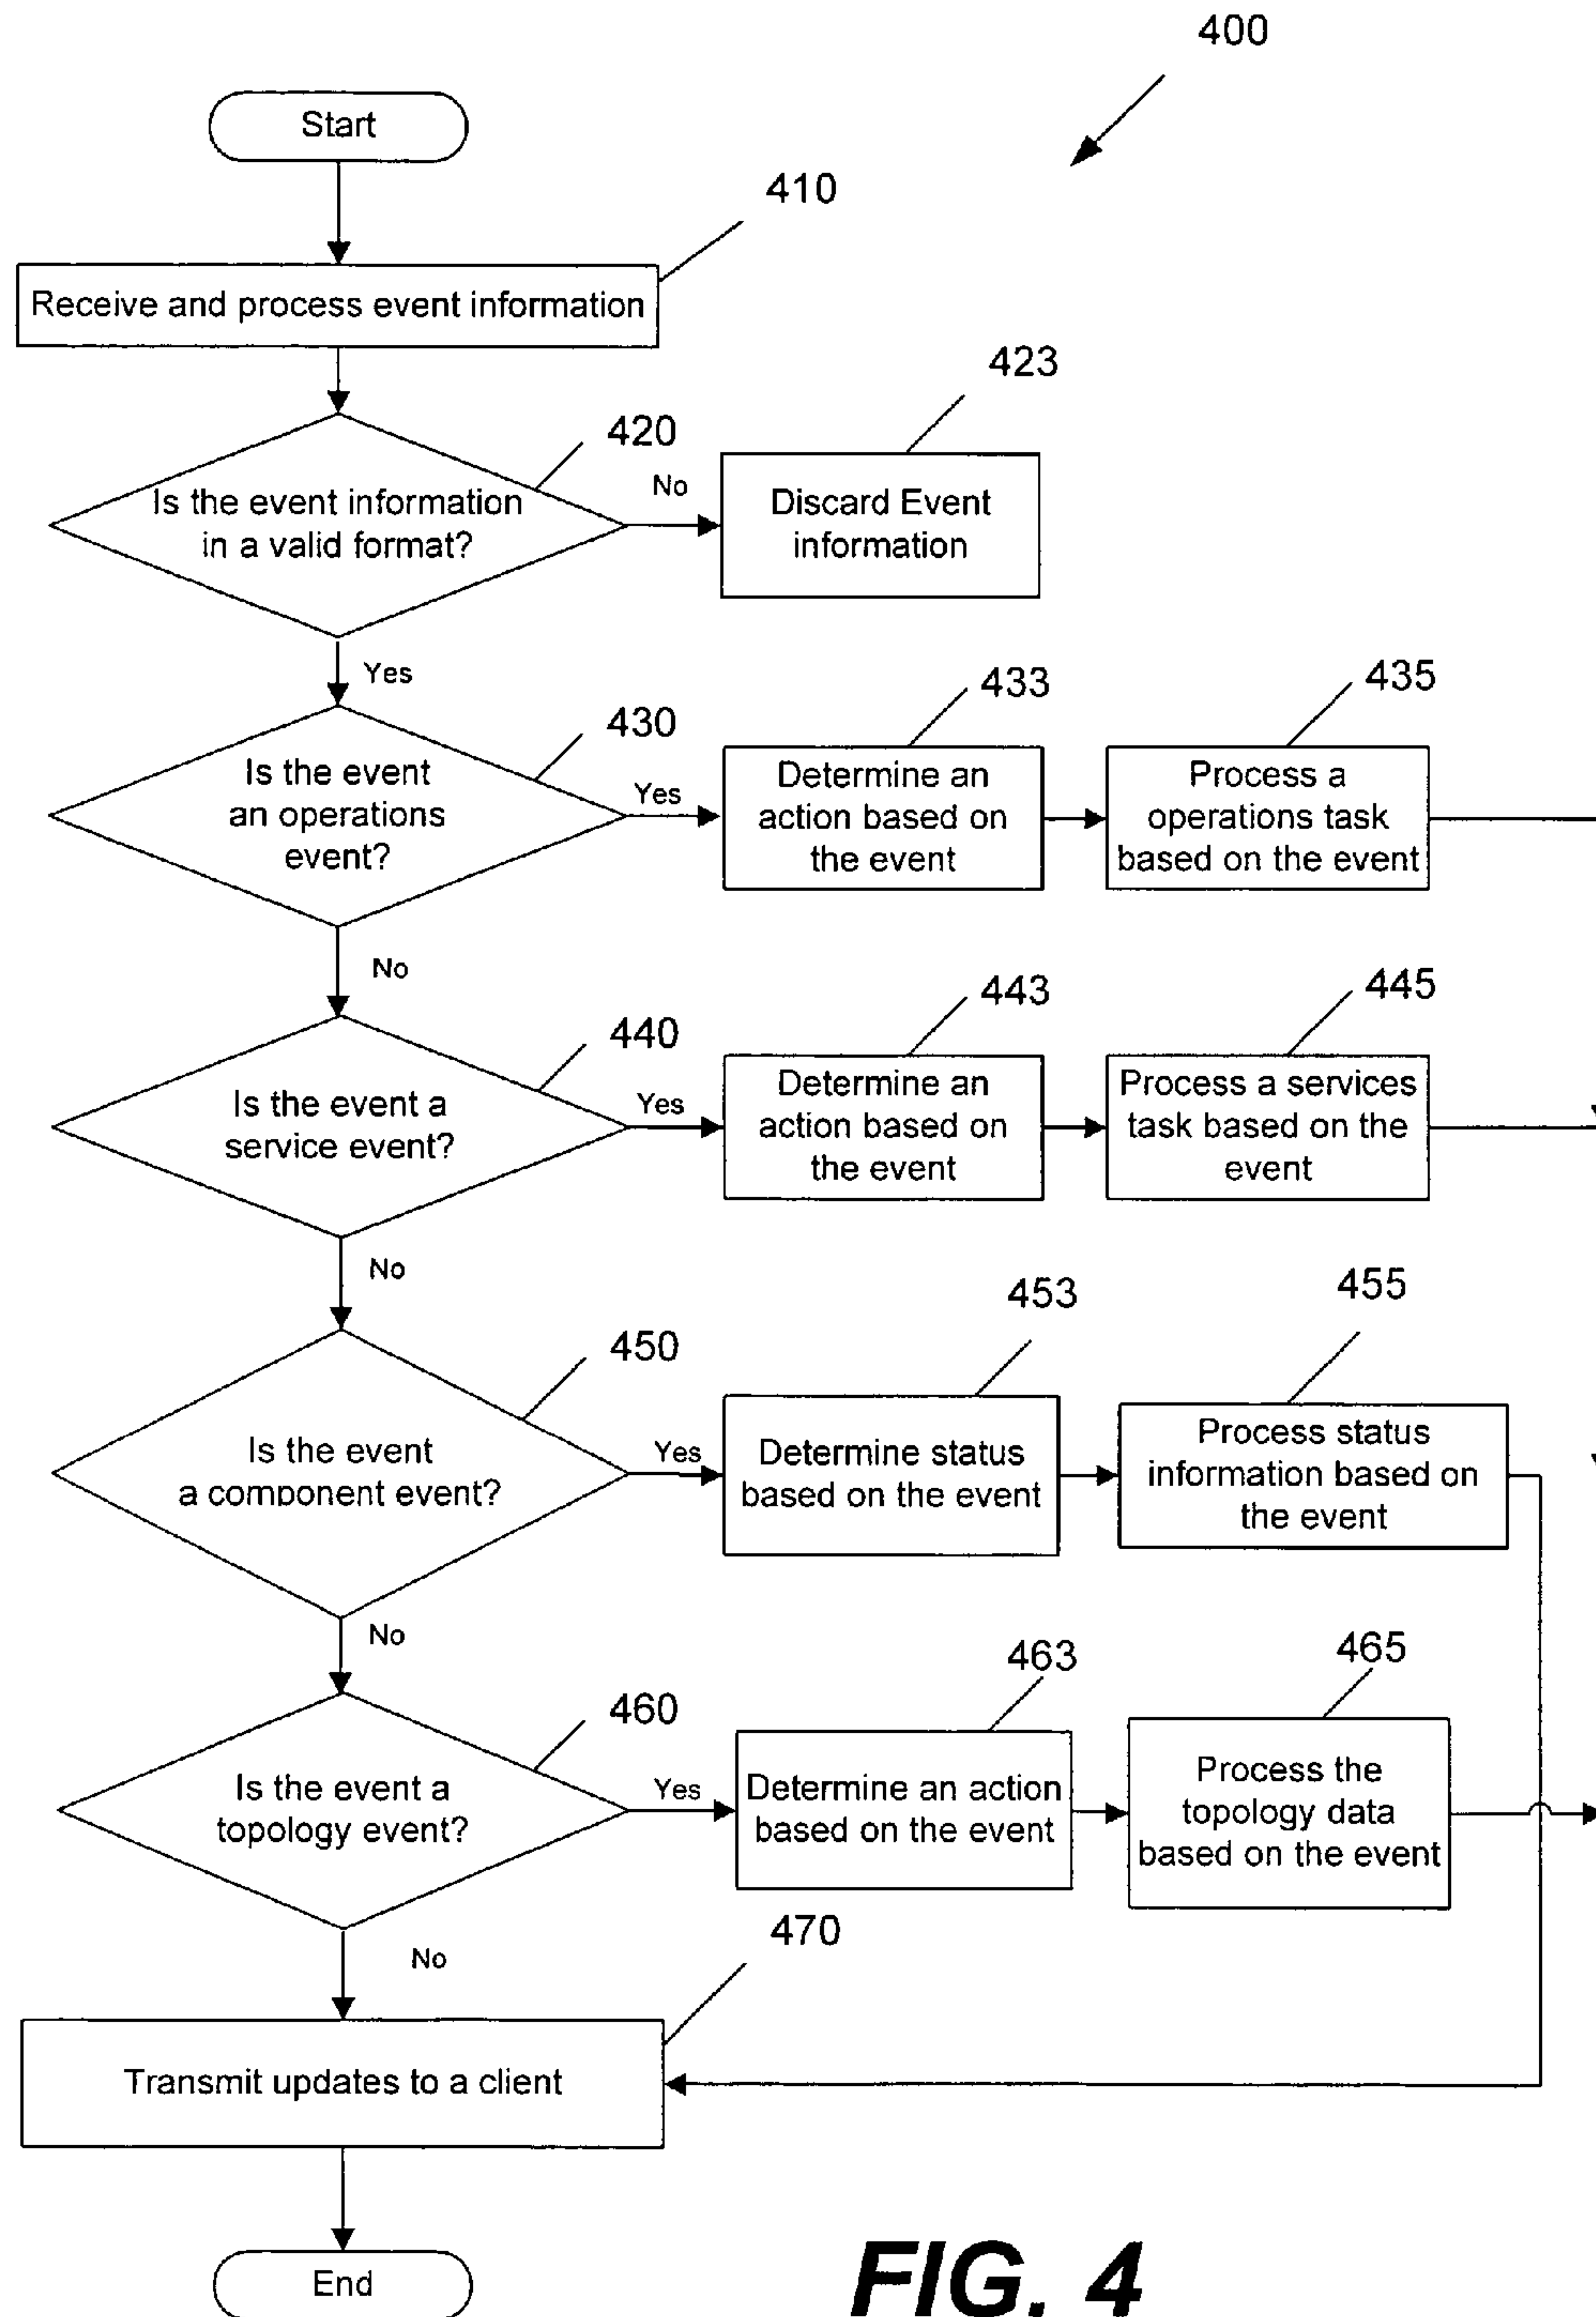 400
Start
410
Receive and process event information
423
420
Is the event information
in a valid format?
No
Discard Event
information
Yes
430
433
435
Is the event
an operations
event?
Yes
Determine an
action based on
the event
Process a
operations task
based on the event
No
440
443
445
Is the event a
service event?
Yes
Determine an
action based on
the event
Process a services
task based on the
event
No
450
453
455
Is the event
a component event?
Yes
Determine status
based on the event
Process status
information based on
the event
No
460
463
465
Is the event a
topology event?
Yes
Determine an action
based on the event
Process the
topology data
based on the event
No
470
Transmit updates to a client
End
FIG. 4